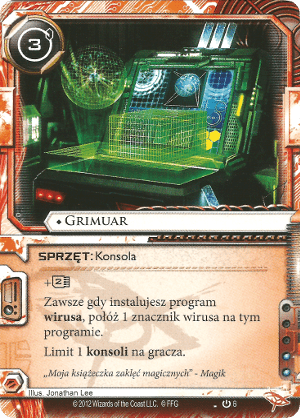 3
♦ GRIMUAR
SPRZĘT: Konsola
+2
Zawsze gdy instalujesz program
wirusa, połóż 1 znacznik wirusa na tym
programie.
Limit 1 konsoli na gracza.
„Moja książeczka zaklęć magicznych” - Magik
Illus. Jonathan Lee
© 2012 Wizards of the Coast LLC. © FFG
6